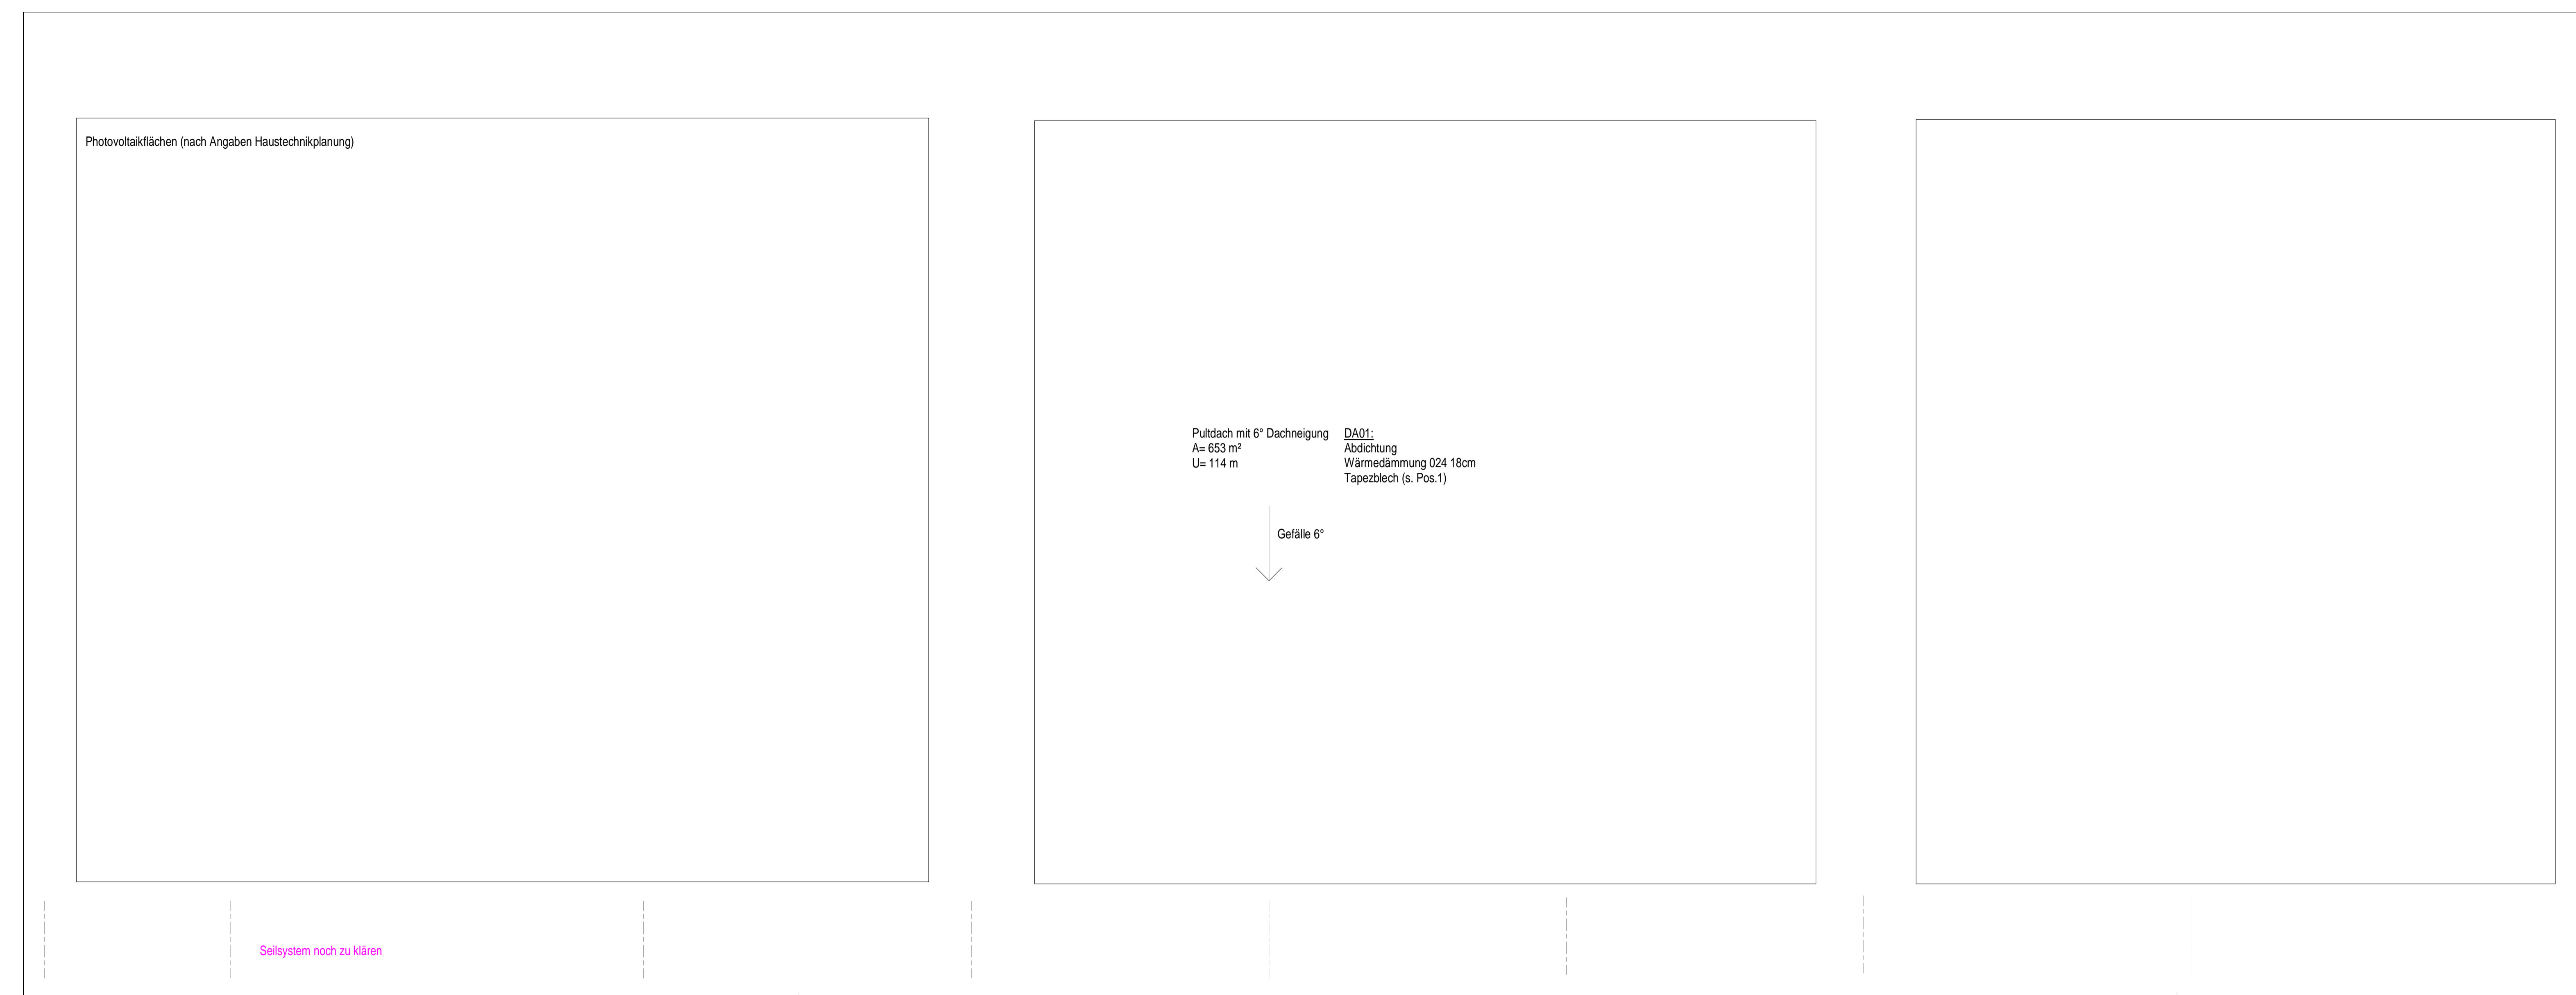 Photovoltaikflächen (nach Angaben Haustechnikplanung)
Pultdach mit 6° Dachneigung
A= 653 m²
U= 114 m
DA01:
Abdichtung
Wärmedämmung 024 18cm
Tapezblech (s. Pos.1)
Gefälle 6°
Seilsystem noch zu klären